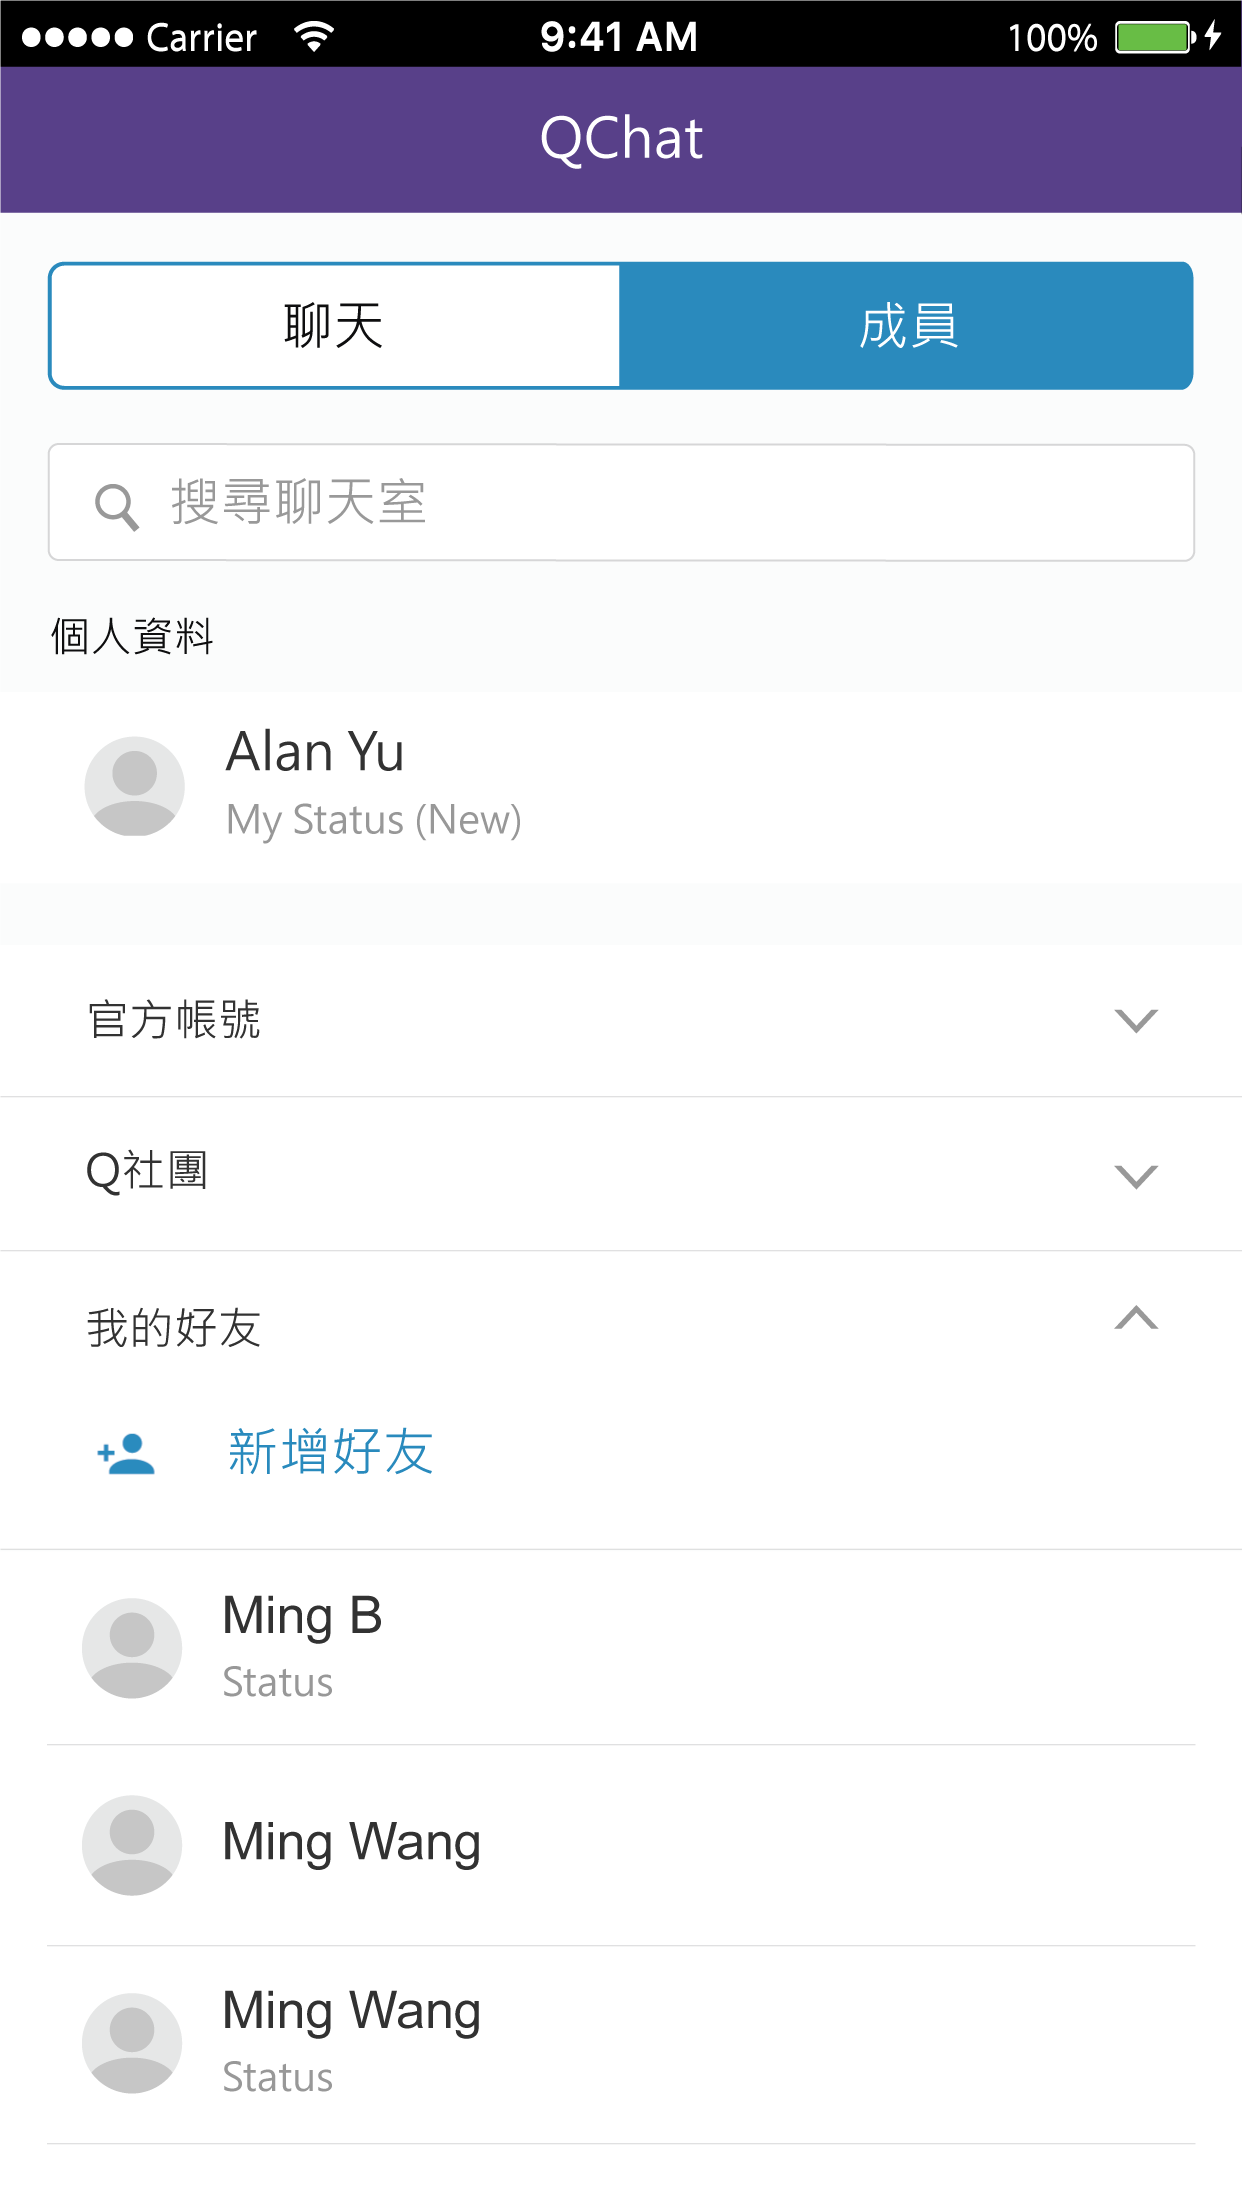 Carrier 9:41 AM 100%
QChat
聊天 成員
搜尋聊天室
個人資料
Alan Yu
My Status (New)
官方帳號
Q社團
我的好友
新增好友
Ming B
Status
Ming Wang
Ming Wang
Status